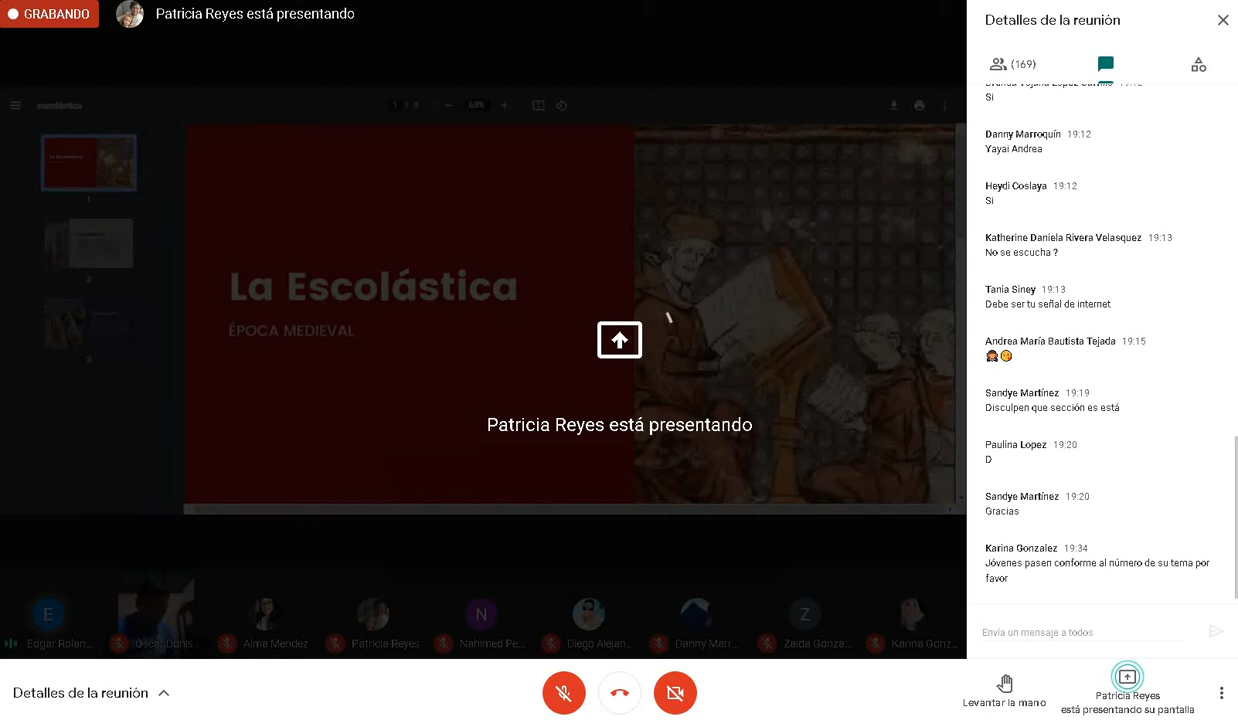 GRABANDO
Patricia Reyes está presentando
escolástica
La Escolástica
ÉPOCA MEDIEVAL
1
2
3
Patricia Reyes está presentando
E
N
Z
Edgar Rolan...
Oscar Donis
Alma Mendez
Patricia Reyes
Nahimed Pe...
Diego Alejan...
Danny Marr...
Zaida Gonza...
Karina Gonz...
Detalles de la reunión
(169)
Si
Danny Marroquín 19:12
Yayai Andrea
Heydi Coslaya 19:12
Si
Katherine Daniela Rivera Velasquez 19:13
No se escucha ?
Tania Siney 19:13
Debe ser tu señal de internet
Andrea María Bautista Tejada 19:15
Sandye Martínez 19:19
Disculpen que sección es está
Paulina Lopez 19:20
D
Sandye Martínez 19:20
Gracias
Karina Gonzalez 19:34
Jóvenes pasen conforme al número de su tema por
favor
Envía un mensaje a todos
Detalles de la reunión
Levantar la mano
Patricia Reyes
está presentando su pantalla